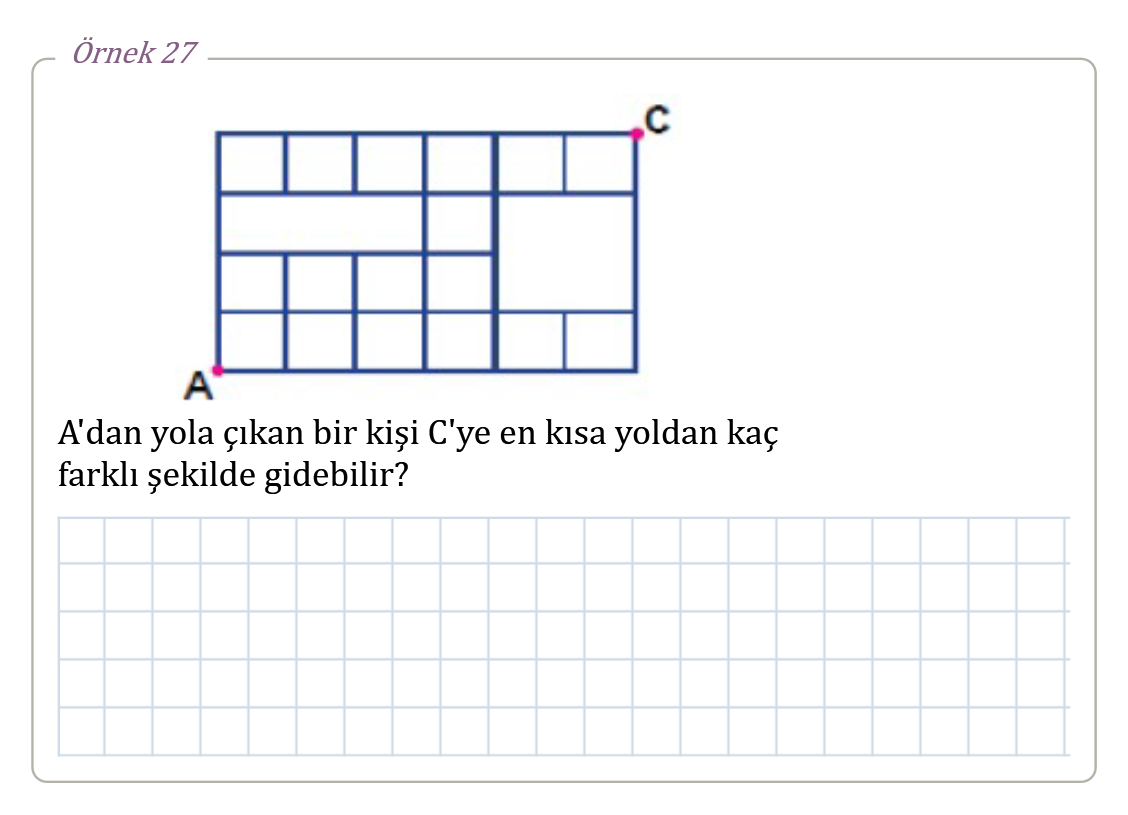 Örnek 27
C
A
A'dan yola çıkan bir kişi C'ye en kısa yoldan kaç
farklı şekilde gidebilir?